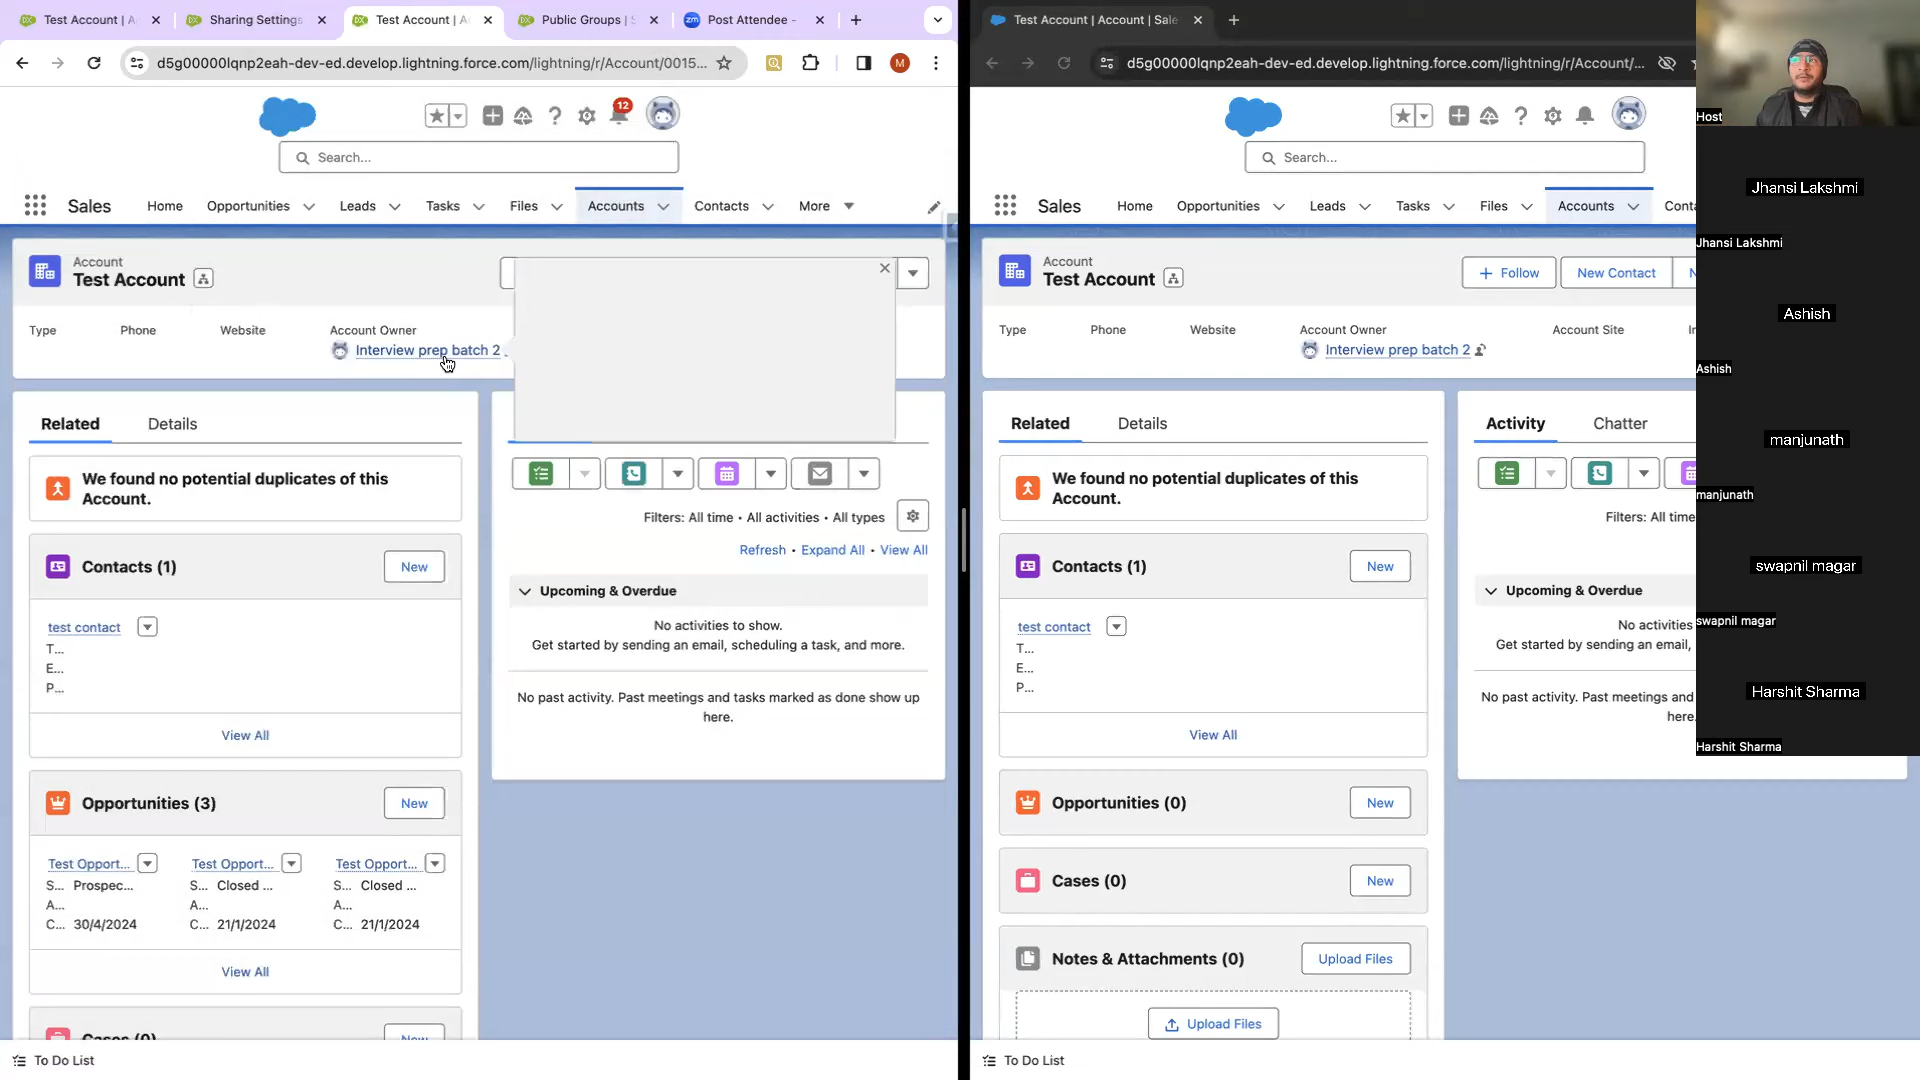 Test Account | A
Sharing Settings
Test Account | A
Public Groups | S
Post Attendee -
d5g00000lqnp2eah-dev-ed.develop.lightning.force.com/lightning/r/Account/0015...
M
12
Search...
Sales
Home
Opportunities
Leads
Tasks
Files
Accounts
Contacts
More
Account
Test Account
Type
Phone
Website
Account Owner
Interview prep batch 2
Related
Details
We found no potential duplicates of this
Account.
Contacts (1)
New
test contact
T...
E...
P...
View All
Opportunities (3)
New
Test Opport...
Test Opport...
Test Opport...
S... Prospec...
S... Closed ...
S... Closed ...
A...
A...
A...
C... 30/4/2024
C... 21/1/2024
C... 21/1/2024
View All
Cases (0)
New
To Do List
Filters: All time • All activities • All types
Refresh • Expand All • View All
Upcoming & Overdue
No activities to show.
Get started by sending an email, scheduling a task, and more.
No past activity. Past meetings and tasks marked as done show up
here.
Test Account | Account | Sale
d5g00000lqnp2eah-dev-ed.develop.lightning.force.com/lightning/r/Account/...
Search...
Sales
Home
Opportunities
Leads
Tasks
Files
Accounts
Conta
Account
Test Account
Follow
New Contact
N
Type
Phone
Website
Account Owner
Account Site
In
Interview prep batch 2
Related
Details
Activity
Chatter
We found no potential duplicates of this
Account.
Contacts (1)
New
test contact
T...
E...
P...
View All
Opportunities (0)
New
Cases (0)
New
Notes & Attachments (0)
Upload Files
Upload Files
To Do List
Filters: All time
Upcoming & Overdue
No activities
Get started by sending an email,
No past activity. Past meetings and
here.
Host
Jhansi Lakshmi
Jhansi Lakshmi
Ashish
Ashish
manjunath
manjunath
swapnil magar
swapnil magar
Harshit Sharma
Harshit Sharma